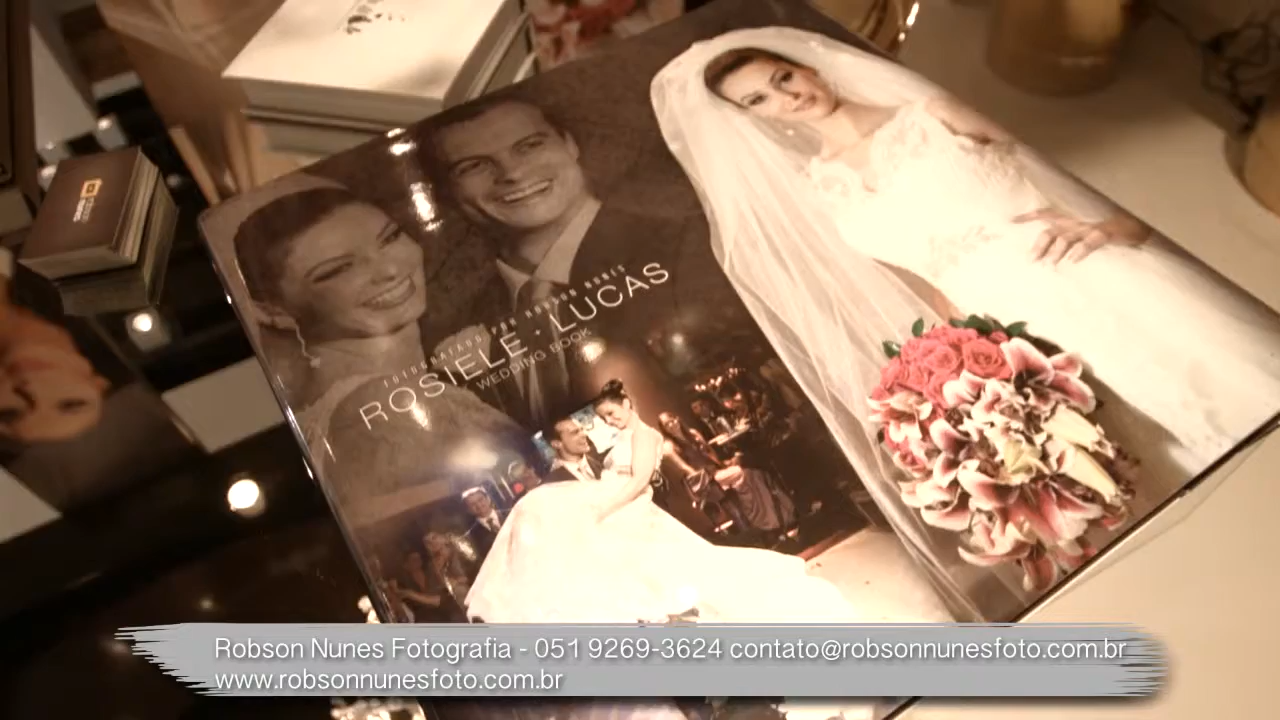 FOTOGRAFADO POR ROBSON NUNES
ROSIELE · LUCAS
WEDDING BOOK
Robson Nunes Fotografia - 051 9269-3624 contato@robsonnunesfoto.com.br
www.robsonnunesfoto.com.br